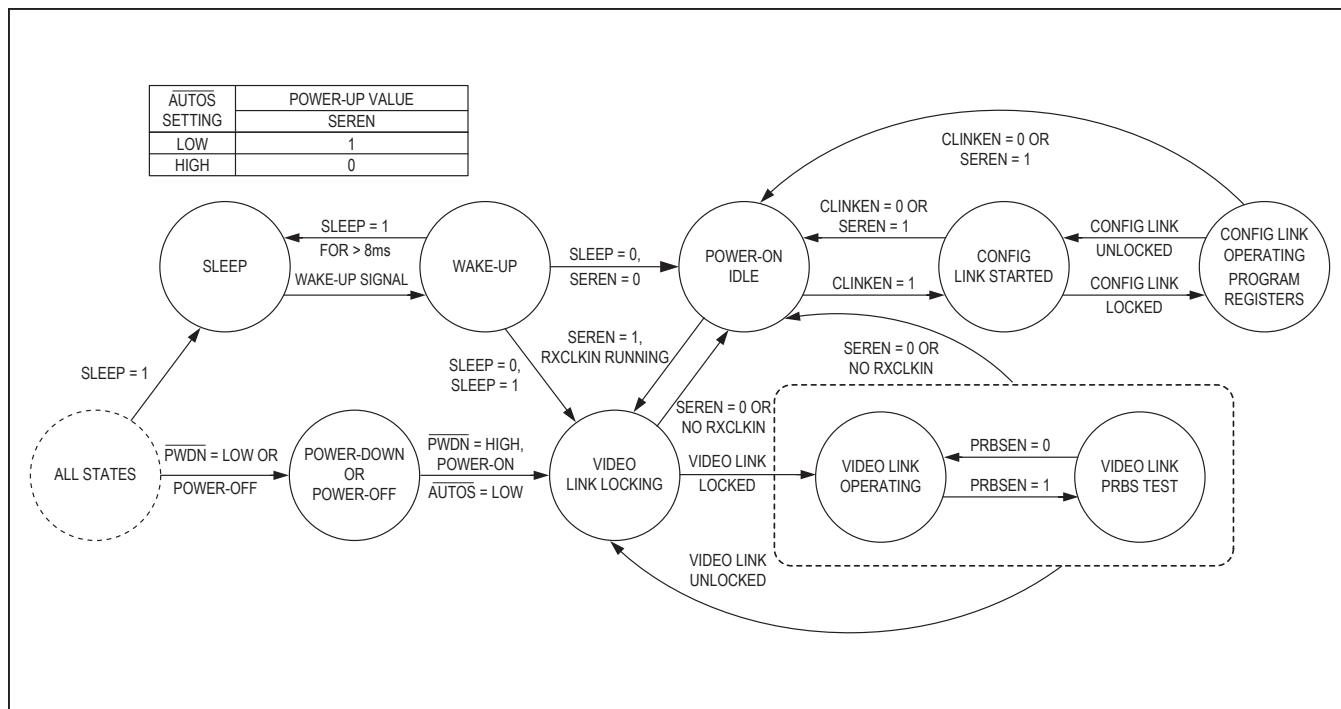 AUTOS
SETTING
POWER-UP VALUE
SEREN
LOW
1
HIGH
0
CLINKEN = 0 OR
SEREN = 1
SLEEP
SLEEP = 1
FOR > 8ms
WAKE-UP SIGNAL
WAKE-UP
SLEEP = 0,
SEREN = 0
POWER-ON
IDLE
CLINKEN = 0 OR
SEREN = 1
CLINKEN = 1
CONFIG
LINK STARTED
CONFIG LINK
UNLOCKED
CONFIG LINK
LOCKED
CONFIG LINK
OPERATING
PROGRAM
REGISTERS
SLEEP = 1
SLEEP = 0,
SLEEP = 1
SEREN = 1,
RXCLKIN RUNNING
SEREN = 0 OR
NO RXCLKIN
SEREN = 0 OR
NO RXCLKIN
ALL STATES
PWDN = LOW OR
POWER-OFF
POWER-DOWN
OR
POWER-OFF
PWDN = HIGH,
POWER-ON
AUTOS = LOW
VIDEO
LINK LOCKING
VIDEO LINK
LOCKED
VIDEO LINK
OPERATING
PRBSEN = 0
PRBSEN = 1
VIDEO LINK
PRBS TEST
VIDEO LINK
UNLOCKED